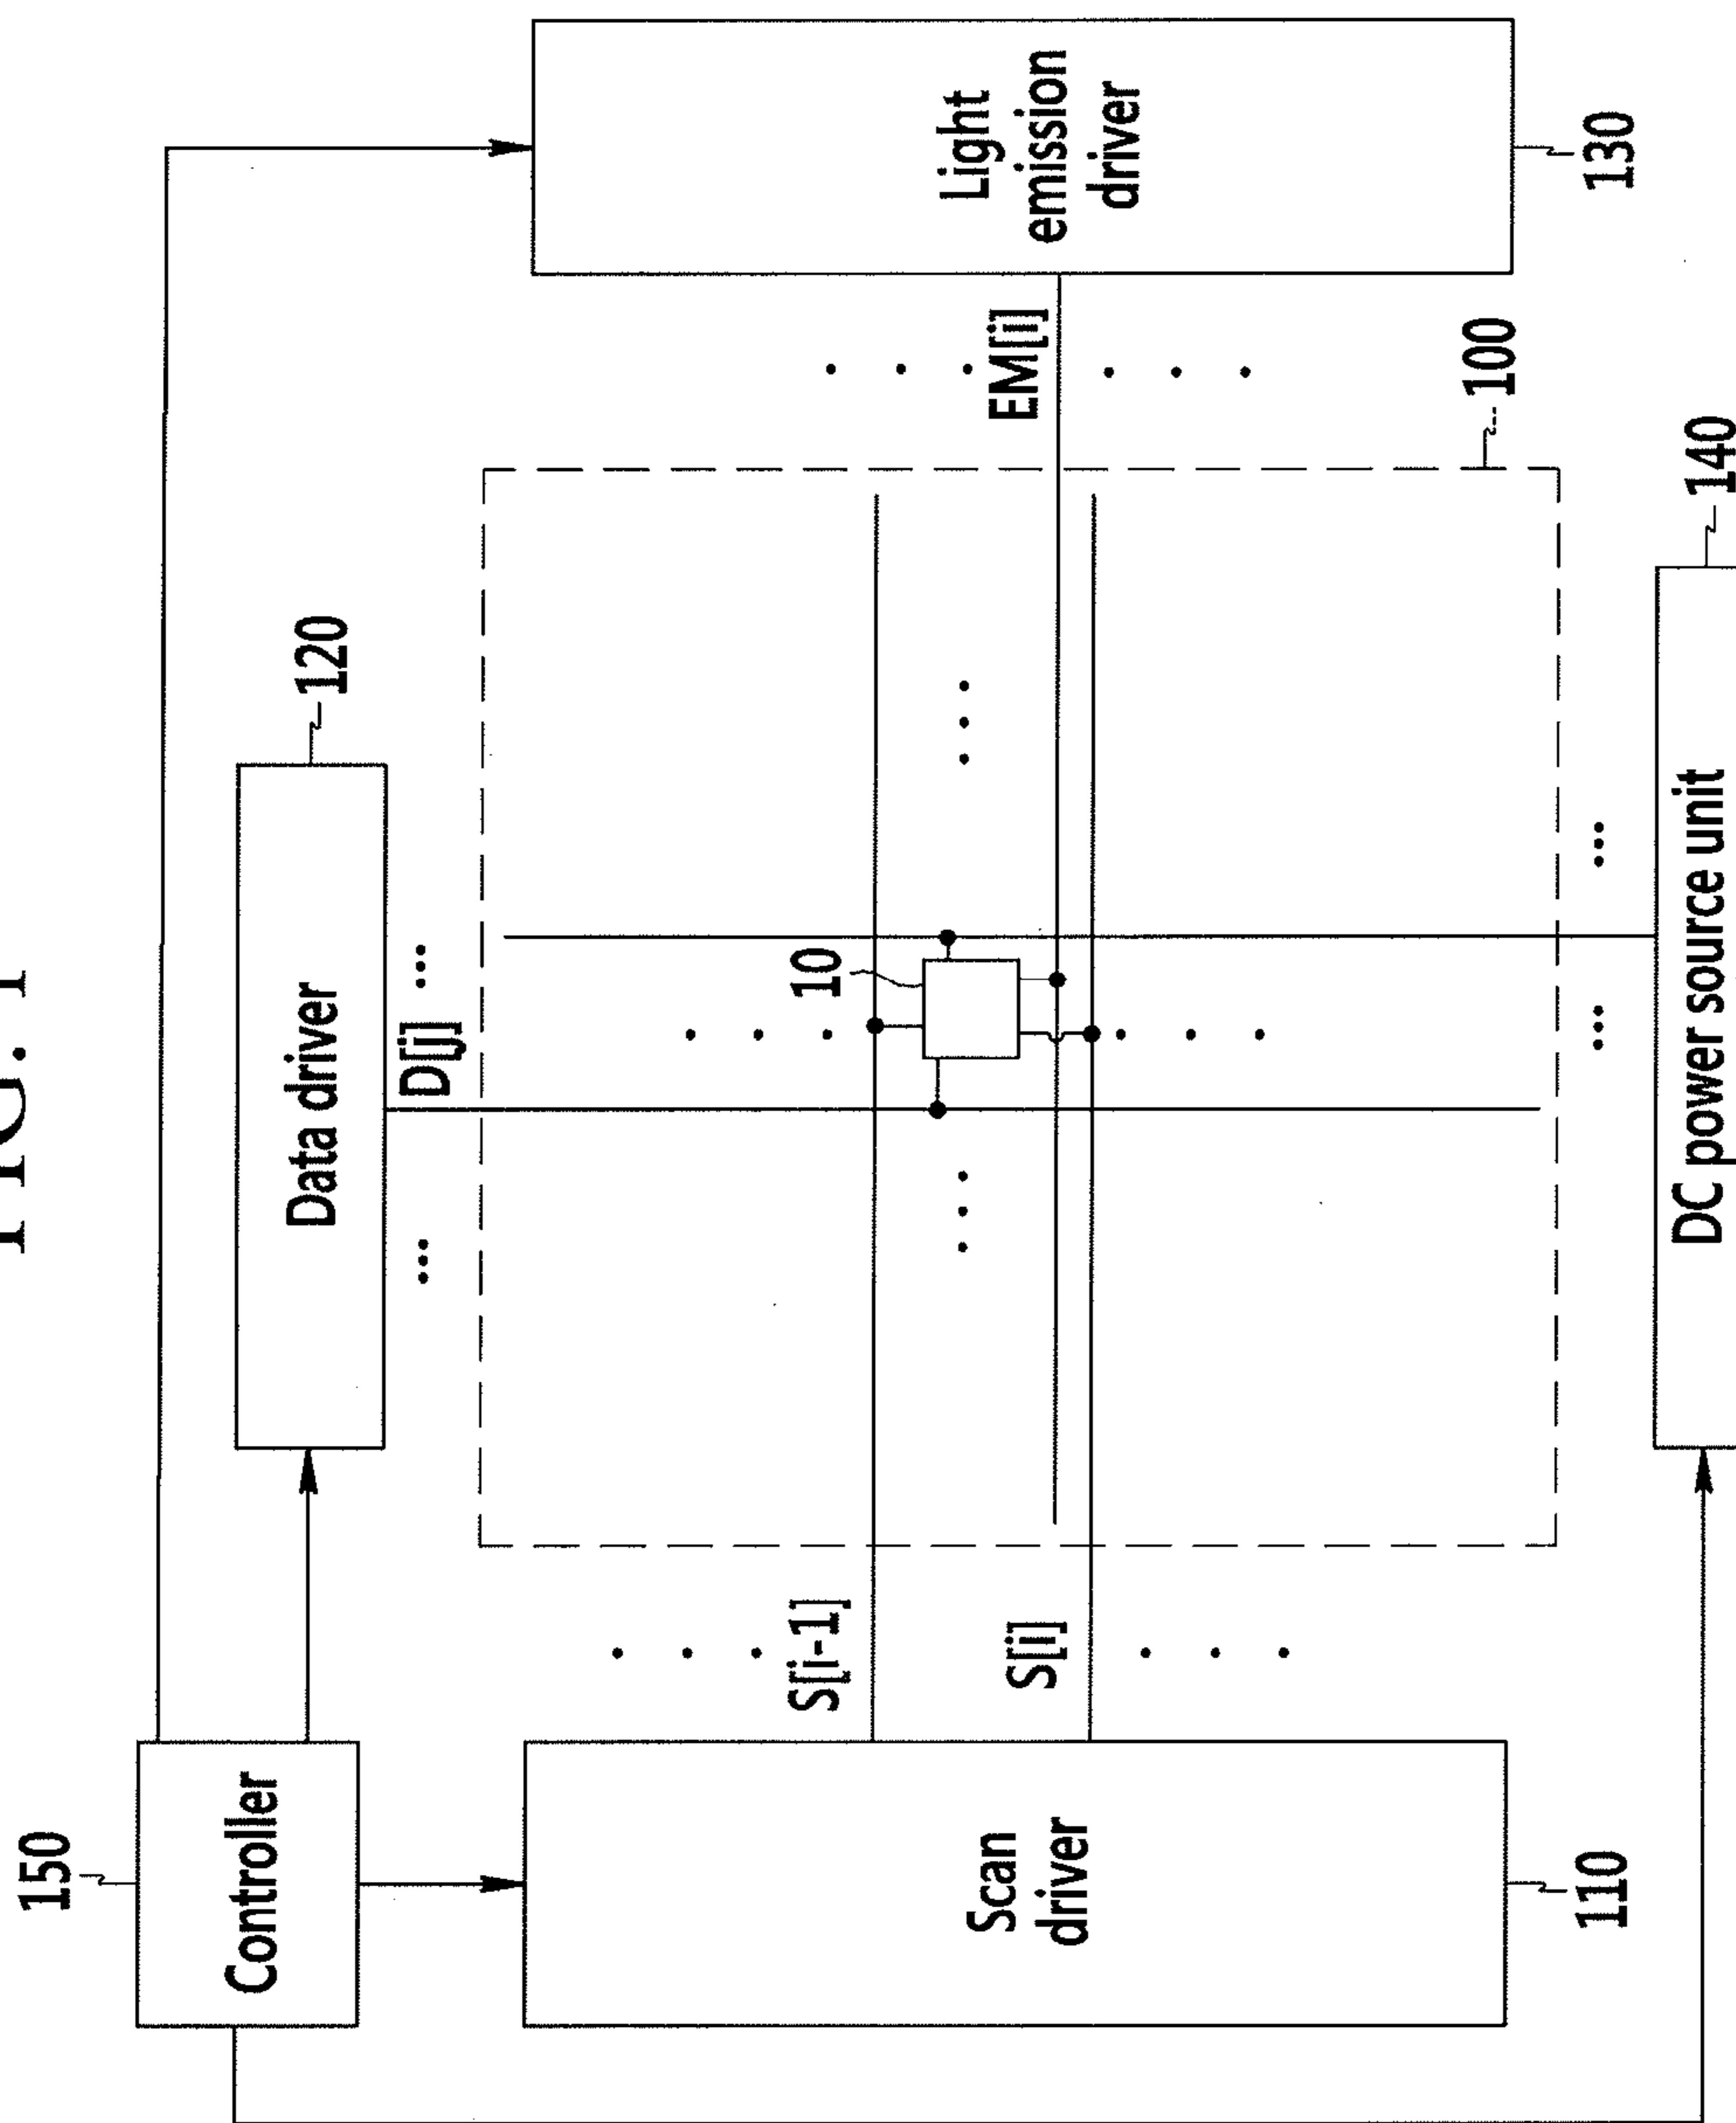 FIG. 1
150
Controller
Data driver
120
D[j]
Light
emission
driver
130
EM[i]
10
S[i-1]
S[i]
100
Scan
driver
110
DC power source unit
140